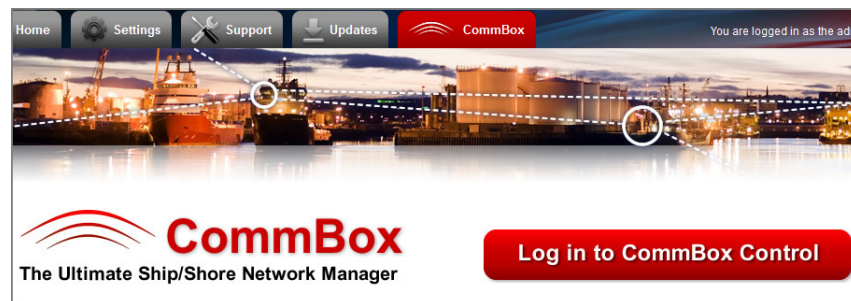 Home Settings Support Updates CommBox You are logged in as the ad
CommBox
The Ultimate Ship/Shore Network Manager
Log in to CommBox Control